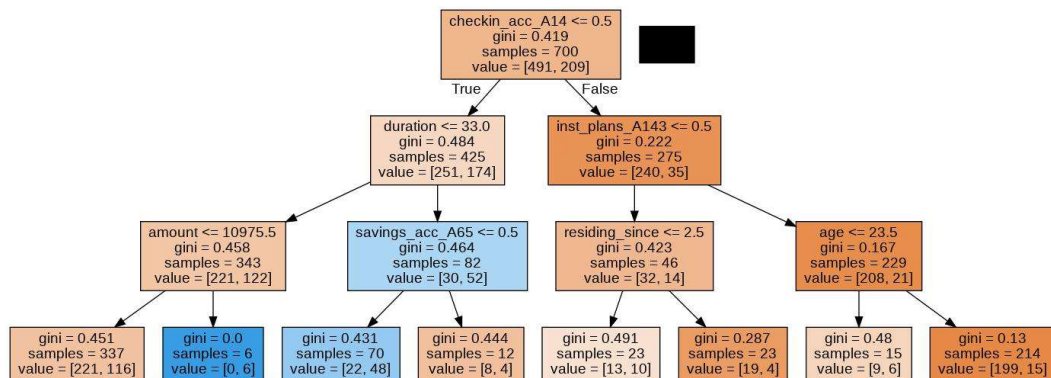 checkin_acc_A14 <= 0.5
gini = 0.419
samples = 700
value = [491, 209]
True
False
duration <= 33.0
gini = 0.484
samples = 425
value = [251, 174]
inst_plans_A143 <= 0.5
gini = 0.222
samples = 275
value = [240, 35]
amount <= 10975.5
gini = 0.458
samples = 343
value = [221, 122]
savings_acc_A65 <= 0.5
gini = 0.464
samples = 82
value = [30, 52]
residing_since <= 2.5
gini = 0.423
samples = 46
value = [32, 14]
age <= 23.5
gini = 0.167
samples = 229
value = [208, 21]
gini = 0.451
samples = 337
value = [221, 116]
gini = 0.0
samples = 6
value = [0, 6]
gini = 0.431
samples = 70
value = [22, 48]
gini = 0.444
samples = 12
value = [8, 4]
gini = 0.491
samples = 23
value = [13, 10]
gini = 0.287
samples = 23
value = [19, 4]
gini = 0.48
samples = 15
value = [9, 6]
gini = 0.13
samples = 214
value = [199, 15]